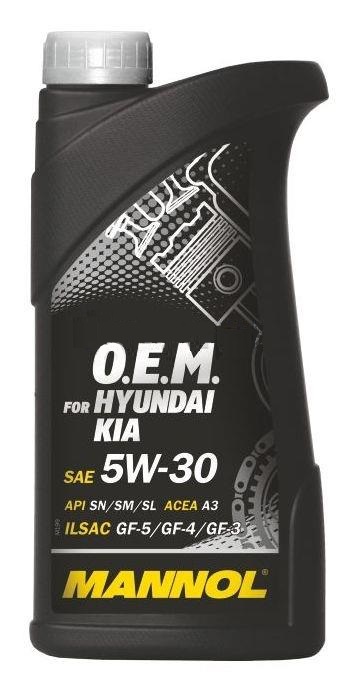 O.E.M.
FOR HYUNDAI
KIA
SAE 5W-30
API SN/SM/SL ACEA A3
ILSAC GF-5/GF-4/GF-3
MANNOL®